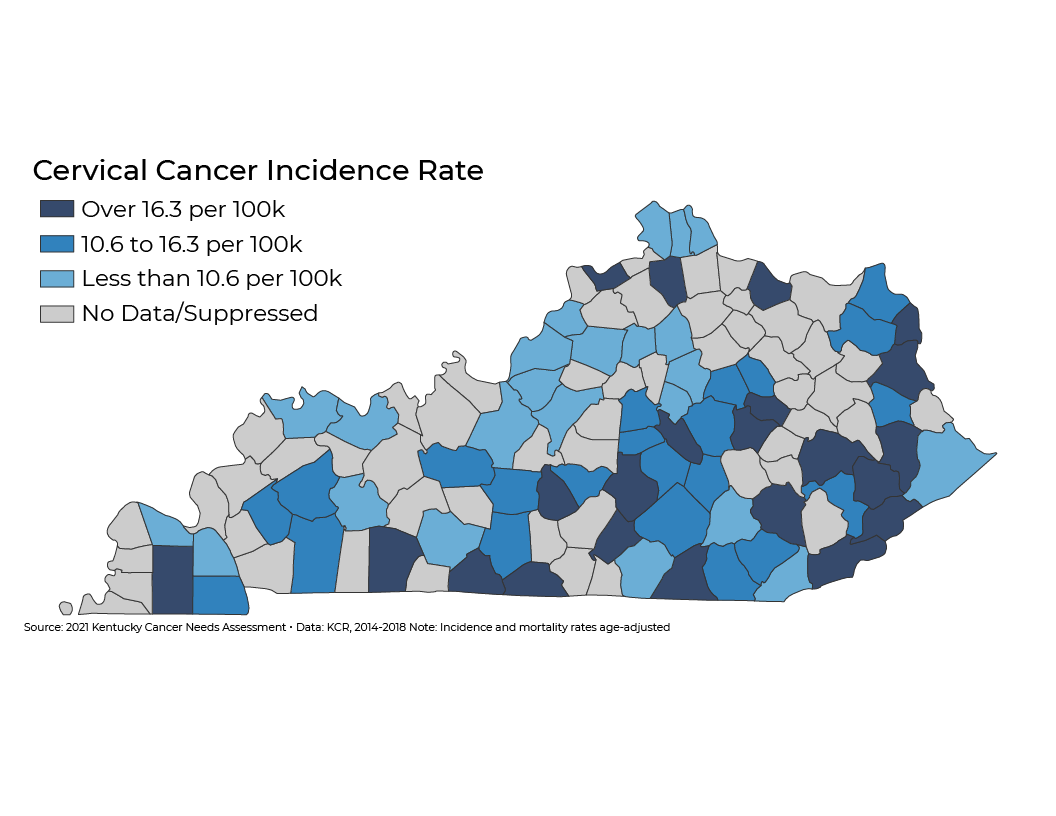 Cervical Cancer Incidence Rate
Over 16.3 per 100k
10.6 to 16.3 per 100k
Less than 10.6 per 100k
No Data/Suppressed
Source: 2021 Kentucky Cancer Needs Assessment • Data: KCR, 2014-2018 Note: Incidence and mortality rates age-adjusted